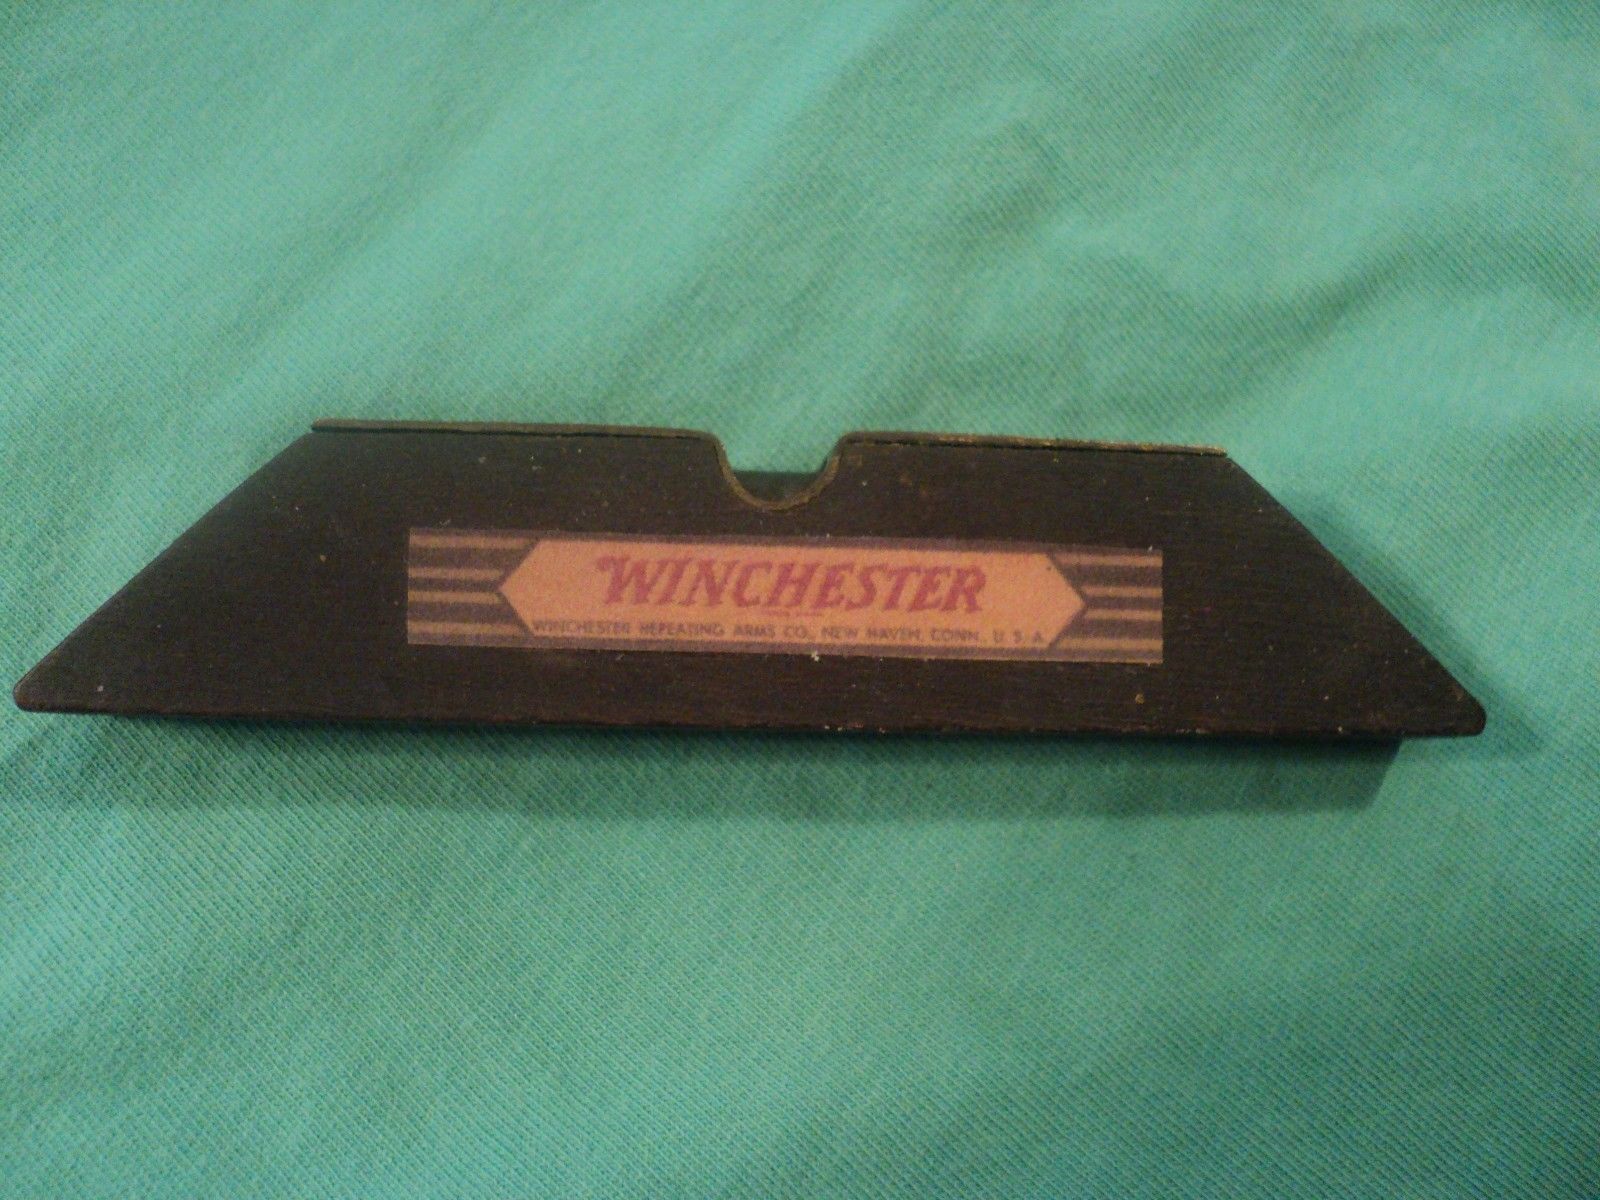 WINCHESTER
WINCHESTER REPEATING ARMS CO., NEW HAVEN, CONN., U. S. A.